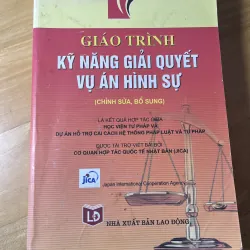 GIÁO TRÌNH
KỸ NĂNG GIẢI QUYẾT
VỤ ÁN HÌNH SỰ
(CHỈNH SỬA, BỔ SUNG)
LÀ KẾT QUẢ HỢP TÁC GIỮA
HỌC VIỆN TƯ PHÁP VÀ
DỰ ÁN HỖ TRỢ CẢI CÁCH HỆ THỐNG PHÁP LUẬT VÀ TƯ PHÁP
ĐƯỢC TÀI TRỢ VIẾT BÀI BỞI
CƠ QUAN HỢP TÁC QUỐC TẾ NHẬT BẢN (JICA)
JICA
Japan International Cooperation Agency
LĐ
NHÀ XUẤT BẢN LAO ĐỘNG